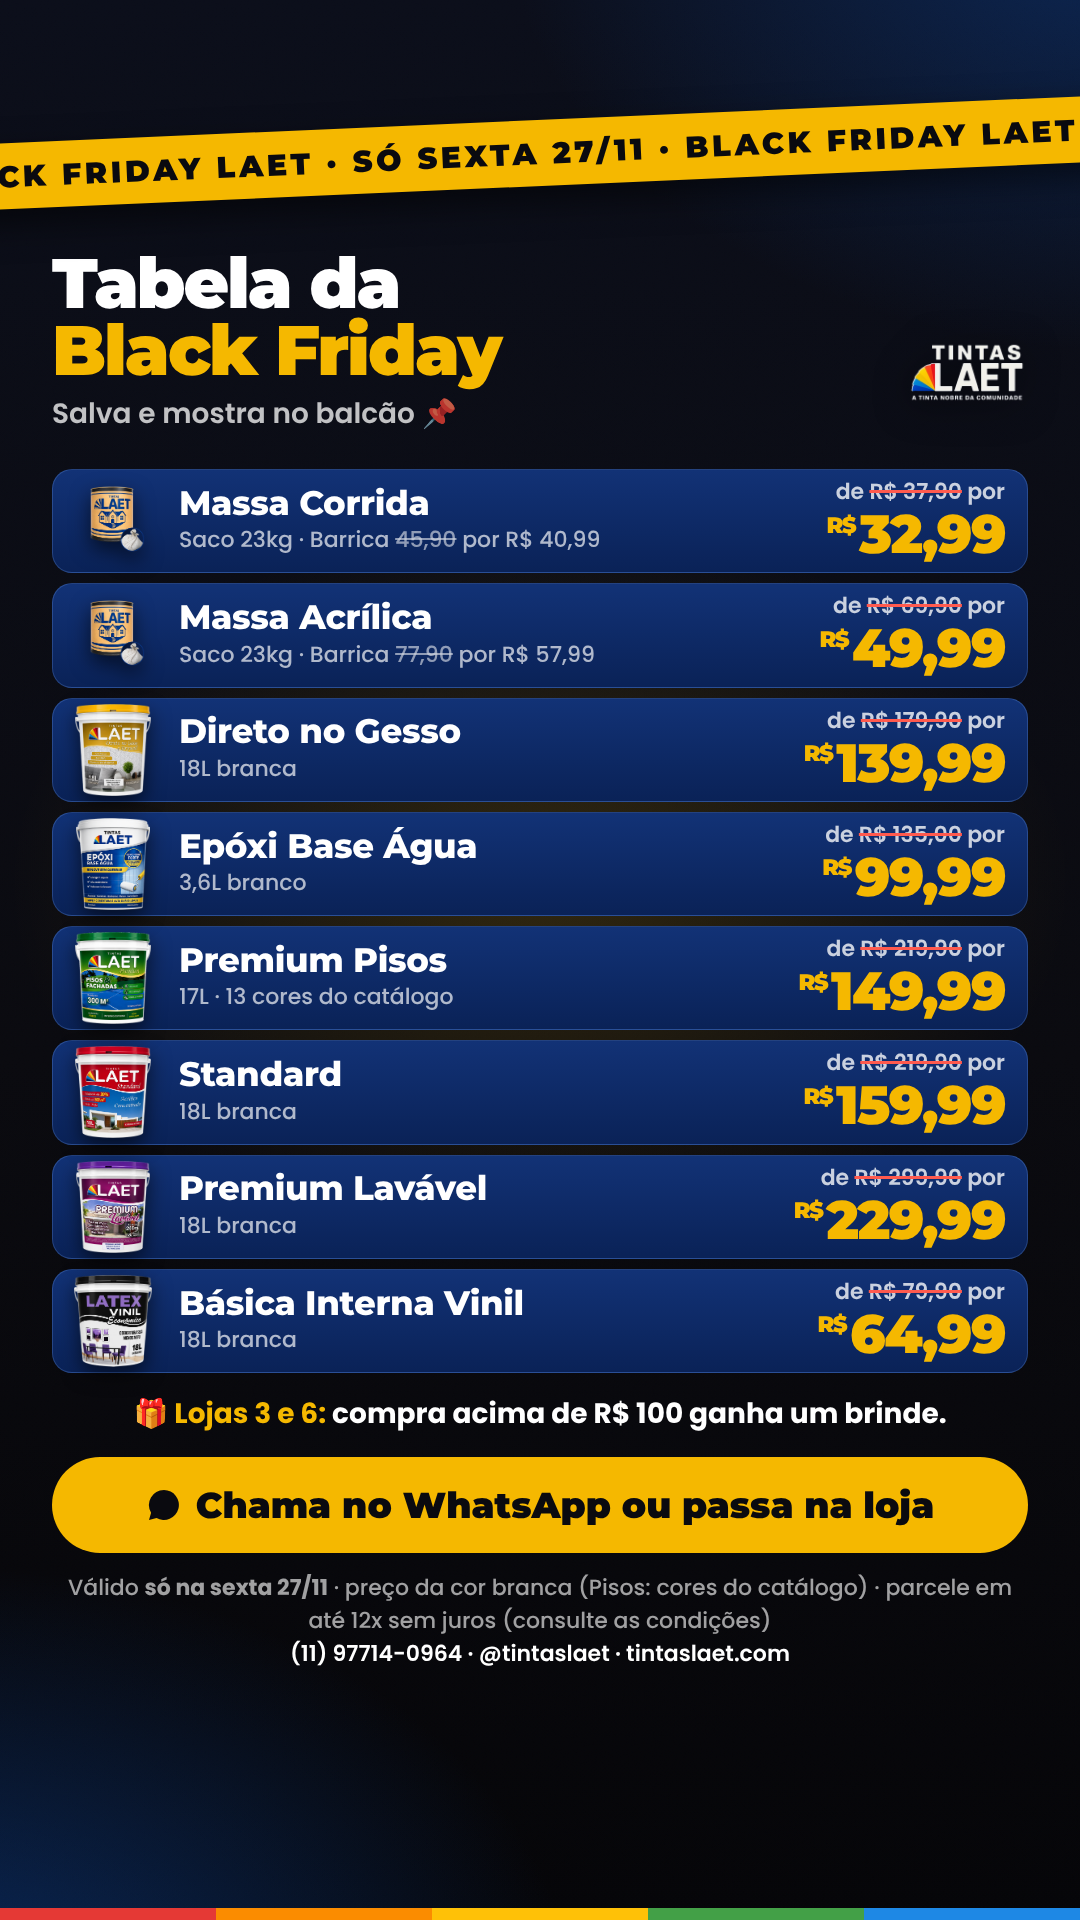 CK FRIDAY LAET · SÓ SEXTA 27/11 · BLACK FRIDAY LAET
Tabela da
Black Friday
Salva e mostra no balcão 📌
TINTAS
LAET
A TINTA NOBRE DA COMUNIDADE
Massa Corrida
Saco 23kg · Barrica 45,90 por R$ 40,99
de R$ 37,90 por
R$32,99
Massa Acrílica
Saco 23kg · Barrica 77,90 por R$ 57,99
de R$ 69,90 por
R$49,99
Direto no Gesso
18L branca
de R$ 179,90 por
R$139,99
Epóxi Base Água
3,6L branco
de R$ 135,00 por
R$99,99
Premium Pisos
17L · 13 cores do catálogo
de R$ 219,90 por
R$149,99
Standard
18L branca
de R$ 219,90 por
R$159,99
Premium Lavável
18L branca
de R$ 299,90 por
R$229,99
Básica Interna Vinil
18L branca
de R$ 79,90 por
R$64,99
🎁 Lojas 3 e 6: compra acima de R$ 100 ganha um brinde.
Chama no WhatsApp ou passa na loja
Válido só na sexta 27/11 · preço da cor branca (Pisos: cores do catálogo) · parcele em
até 12x sem juros (consulte as condições)
(11) 97714-0964 · @tintaslaet · tintaslaet.com